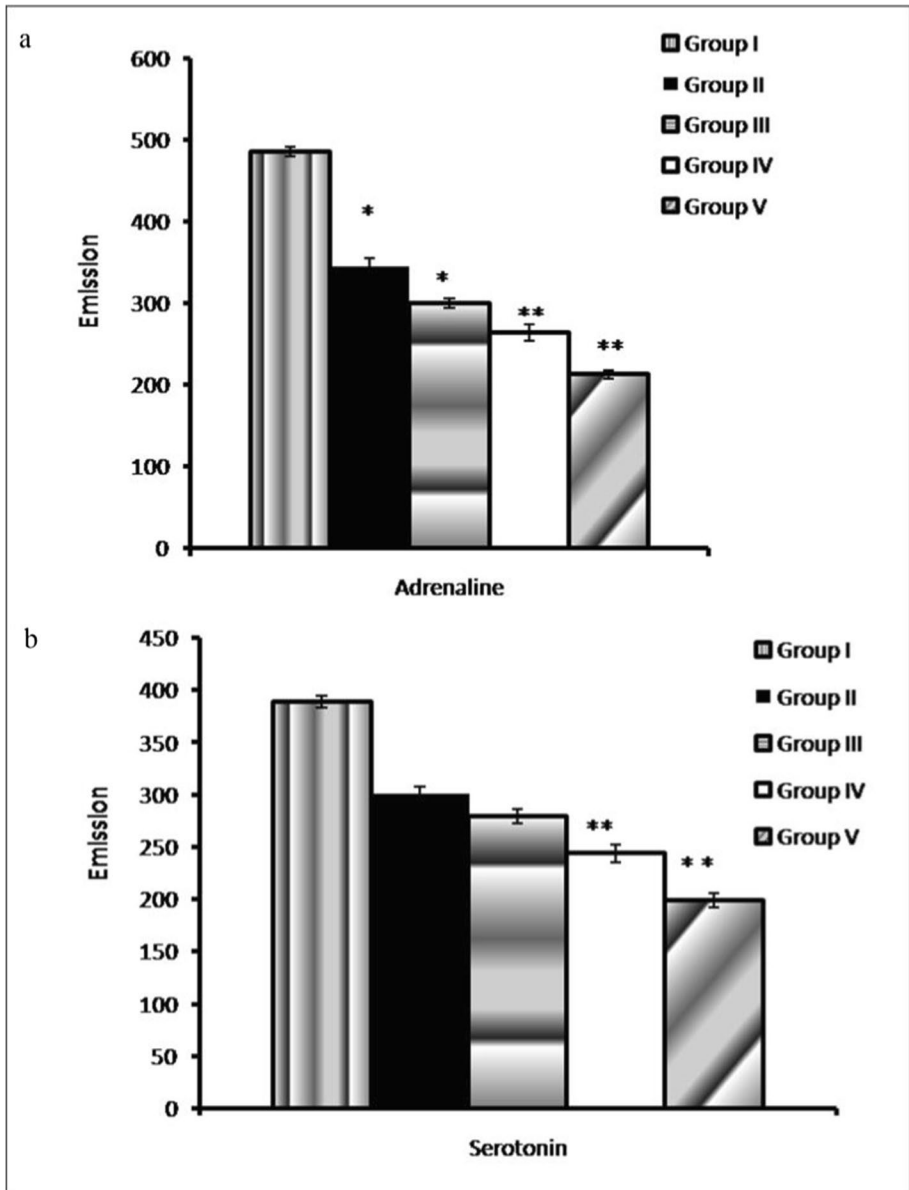 a
600
500
400
300
200
100
0
Emission
*
*
**
**
Adrenaline
Group I
Group II
Group III
Group IV
Group V
b
450
400
350
300
250
200
150
100
50
0
Emission
**
* *
Serotonin
Group I
Group II
Group III
Group IV
Group V